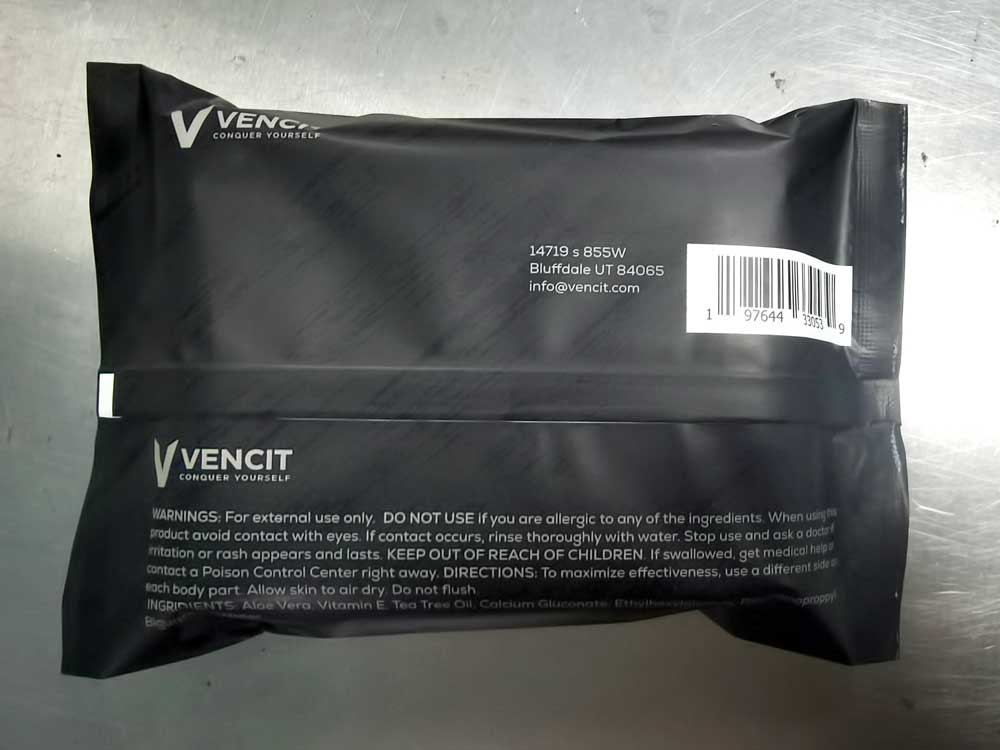 VENCIT
CONQUER YOURSELF
14719 s 855W
Bluffdale UT 84065
info@vencit.com
1 97644 33053 9
VENCIT
CONQUER YOURSELF
WARNINGS: For external use only. DO NOT USE if you are allergic to any of the ingredients. When using this
product avoid contact with eyes. If contact occurs, rinse thoroughly with water. Stop use and ask a doctor if
irritation or rash appears and lasts. KEEP OUT OF REACH OF CHILDREN. If swallowed, get medical help or
contact a Poison Control Center right away. DIRECTIONS: To maximize effectiveness, use a different side on
each body part. Allow skin to air dry. Do not flush.
INGRIDIENTS: Aloe Vera, Vitamin E, Tea Tree Oil, Calcium Gluconate,